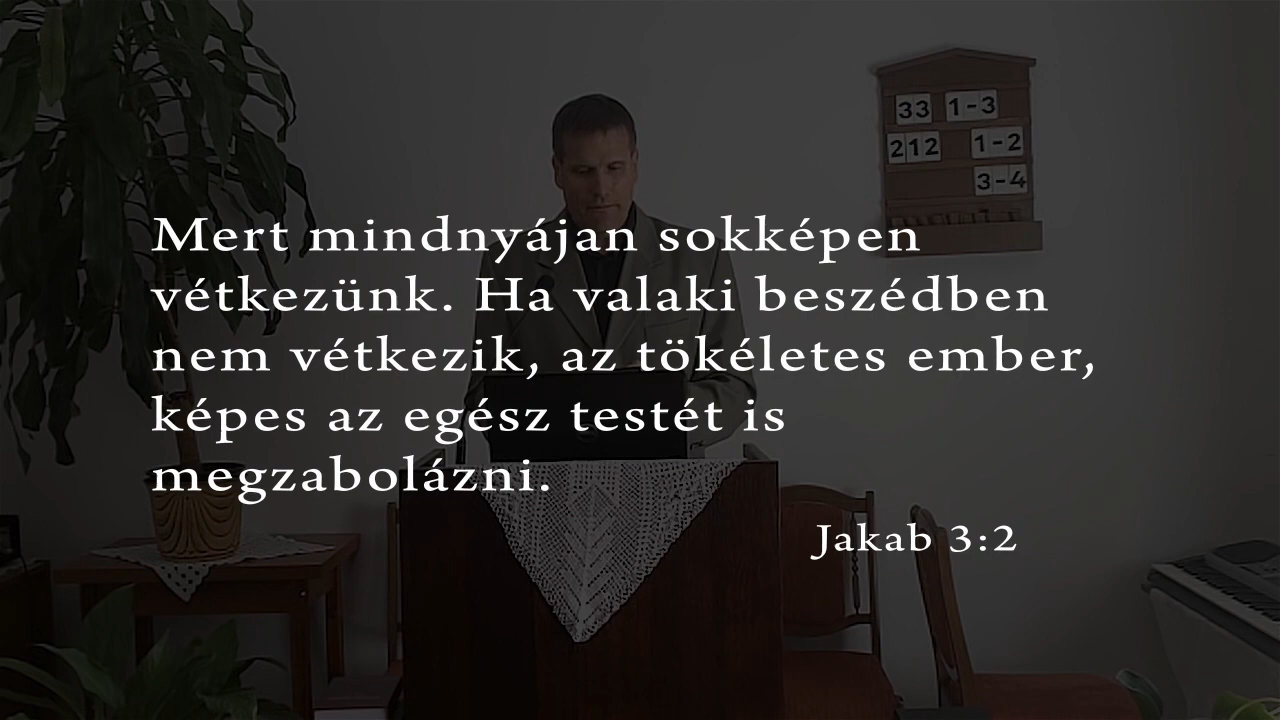 33 1-3
212 1-2
3-4
Mert mindnyájan sokképen
vétkezünk. Ha valaki beszédben
nem vétkezik, az tökéletes ember,
képes az egész testét is
megzabolázni.
Jakab 3:2